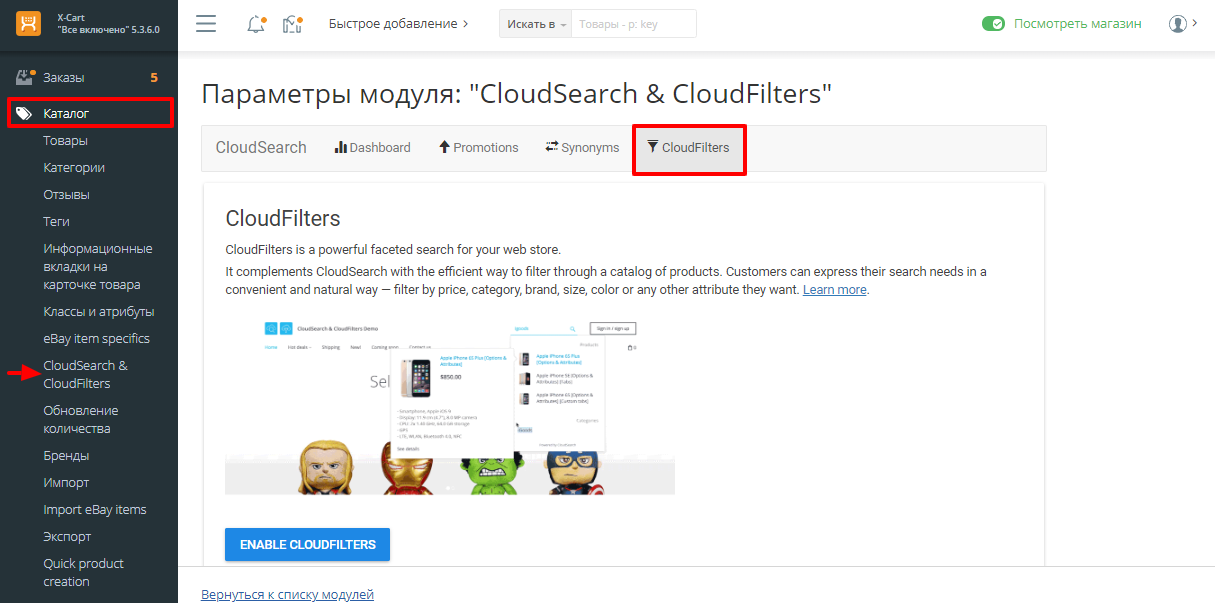 X-Cart
"Все включено" 5.3.6.0
Быстрое добавление
Искать в
Товары - p: key
Посмотреть магазин
Заказы 5
Каталог
Товары
Категории
Отзывы
Теги
Информационные
вкладки на
карточке товара
Классы и атрибуты
eBay item specifics
CloudSearch &
CloudFilters
Обновление
количества
Бренды
Импорт
Import eBay items
Экспорт
Quick product
creation
Параметры модуля: "CloudSearch & CloudFilters"
CloudSearch Dashboard Promotions Synonyms CloudFilters
CloudFilters
CloudFilters is a powerful faceted search for your web store.
It complements CloudSearch with the efficient way to filter through a catalog of products. Customers can express their search needs in a
convenient and natural way — filter by price, category, brand, size, color or any other attribute they want. Learn more.
CloudSearch & CloudFilters Demo
Sign in / sign up
Home Hot deals Shipping New! Coming soon Contact us
Products
Apple iPhone 6S Plus [Options &
Attributes]
$850.00
Apple iPhone 6S Plus
[Options & Attributes]
Apple iPhone SE [Options &
Attributes] [Tabs]
Apple iPhone 6S [Options &
Attributes] [Custom tabs]
Categories
Sel
See details
ENABLE CLOUDFILTERS
Вернуться к списку модулей